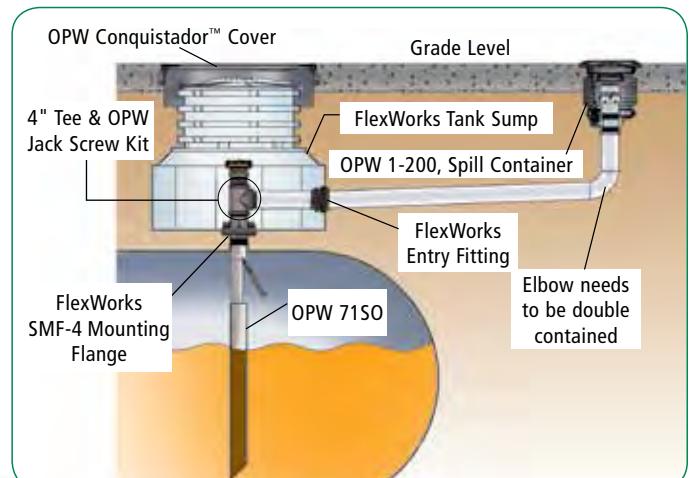 OPW Conquistador™ Cover
Grade Level
4" Tee & OPW
Jack Screw Kit
FlexWorks Tank Sump
OPW 1-200, Spill Container
FlexWorks
Entry Fitting
Elbow needs
to be double
contained
FlexWorks
SMF-4 Mounting
Flange
OPW 71SO